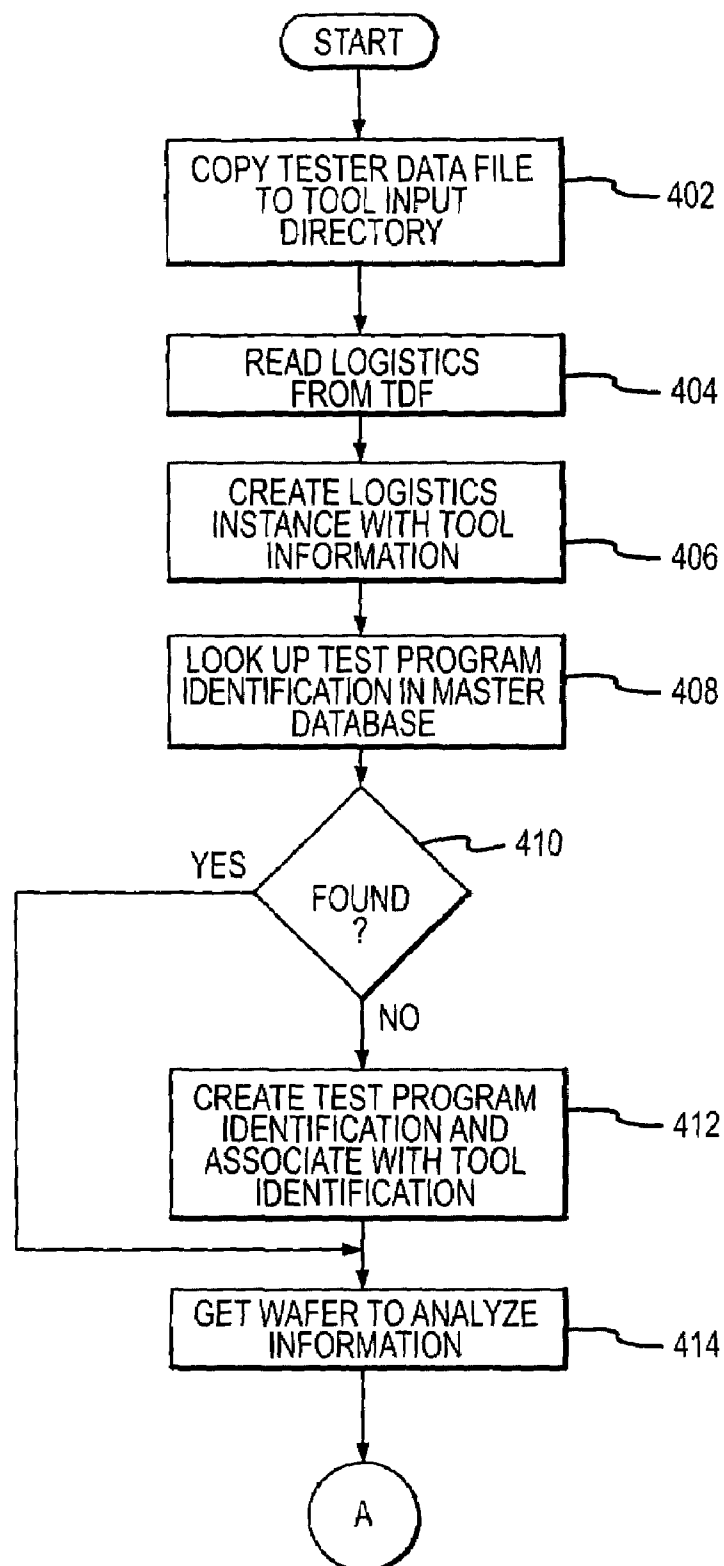 START
COPY TESTER DATA FILE
TO TOOL INPUT
DIRECTORY
402
READ LOGISTICS
FROM TDF
404
CREATE LOGISTICS
INSTANCE WITH TOOL
INFORMATION
406
LOOK UP TEST PROGRAM
IDENTIFICATION IN MASTER
DATABASE
408
410
YES
FOUND
?
NO
CREATE TEST PROGRAM
IDENTIFICATION AND
ASSOCIATE WITH TOOL
IDENTIFICATION
412
GET WAFER TO ANALYZE
INFORMATION
414
A